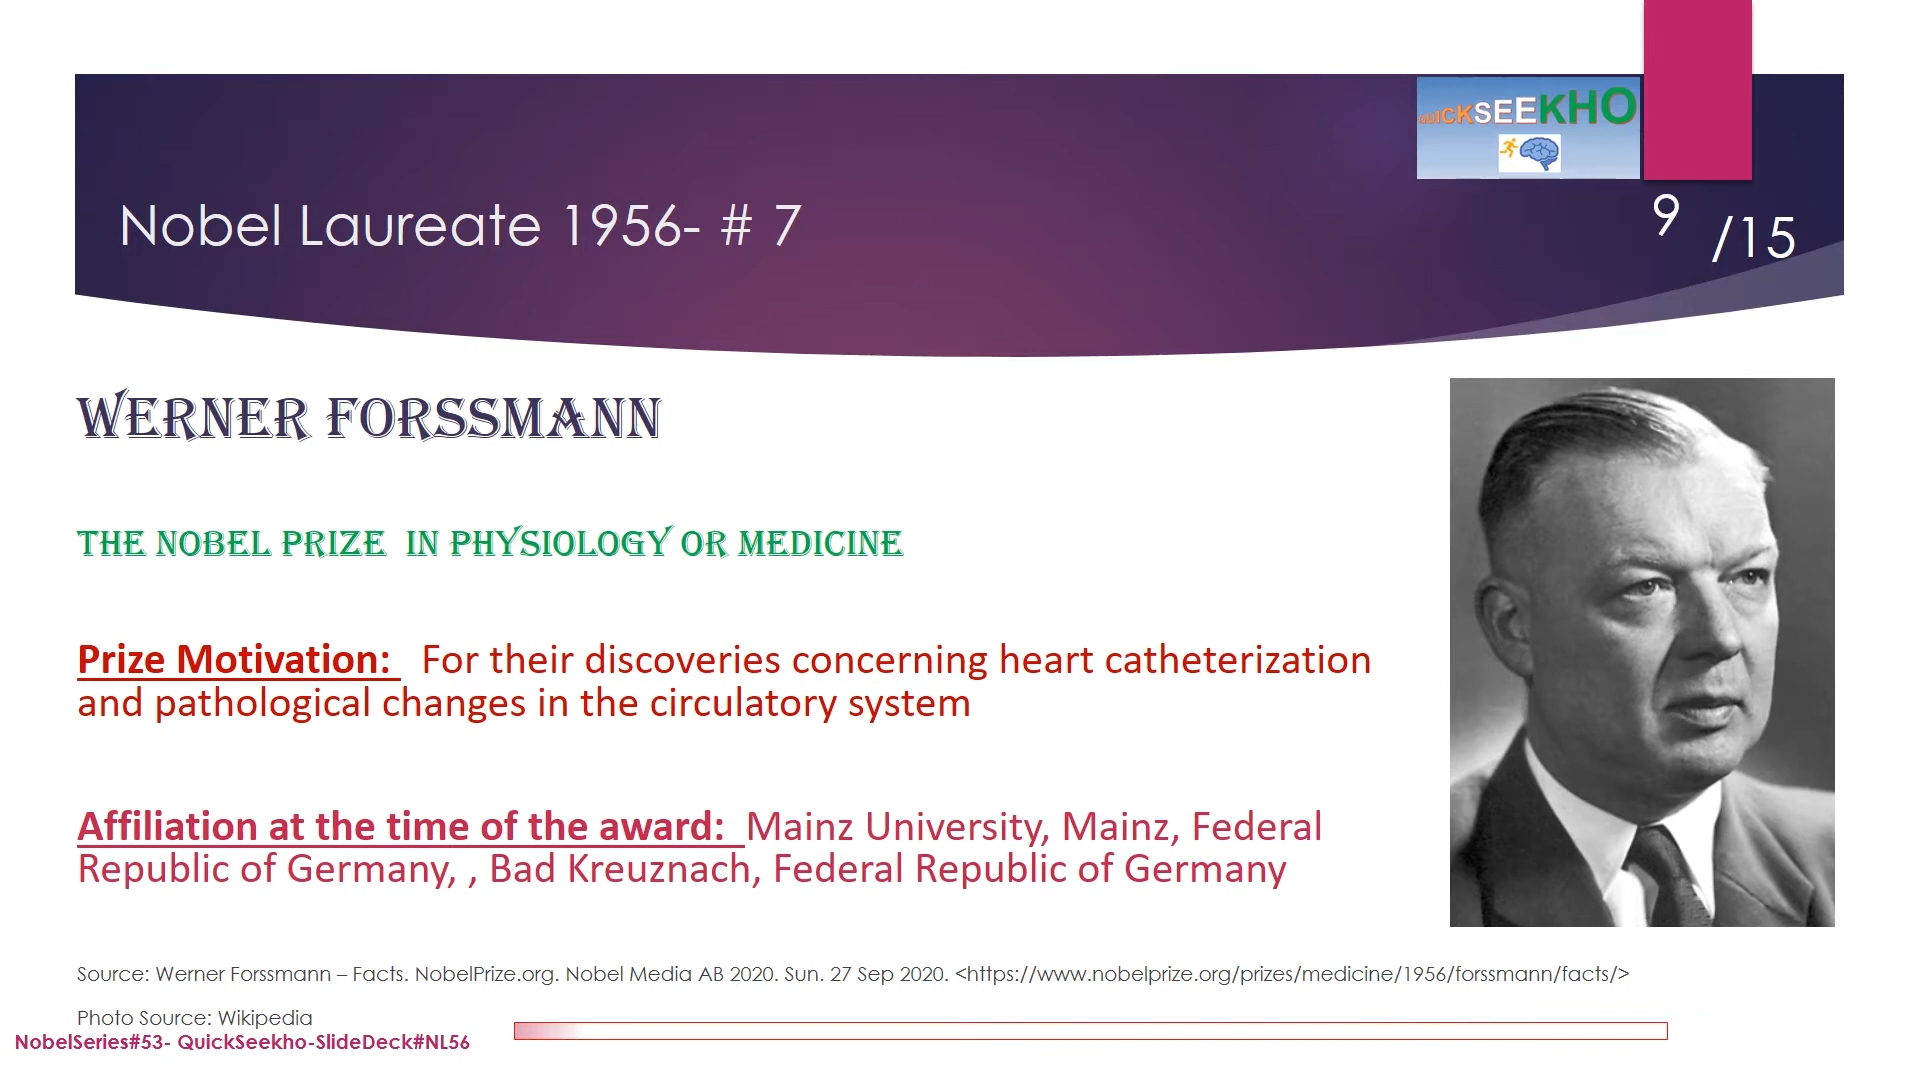 QUICKSEEKHO
Nobel Laureate 1956- # 7
9 /15
WERNER FORSSMANN
THE NOBEL PRIZE IN PHYSIOLOGY OR MEDICINE
Prize Motivation: For their discoveries concerning heart catheterization
and pathological changes in the circulatory system
Affiliation at the time of the award: Mainz University, Mainz, Federal
Republic of Germany, , Bad Kreuznach, Federal Republic of Germany
Source: Werner Forssmann – Facts. NobelPrize.org. Nobel Media AB 2020. Sun. 27 Sep 2020. <https://www.nobelprize.org/prizes/medicine/1956/forssmann/facts/>
Photo Source: Wikipedia
NobelSeries#53- QuickSeekho-SlideDeck#NL56